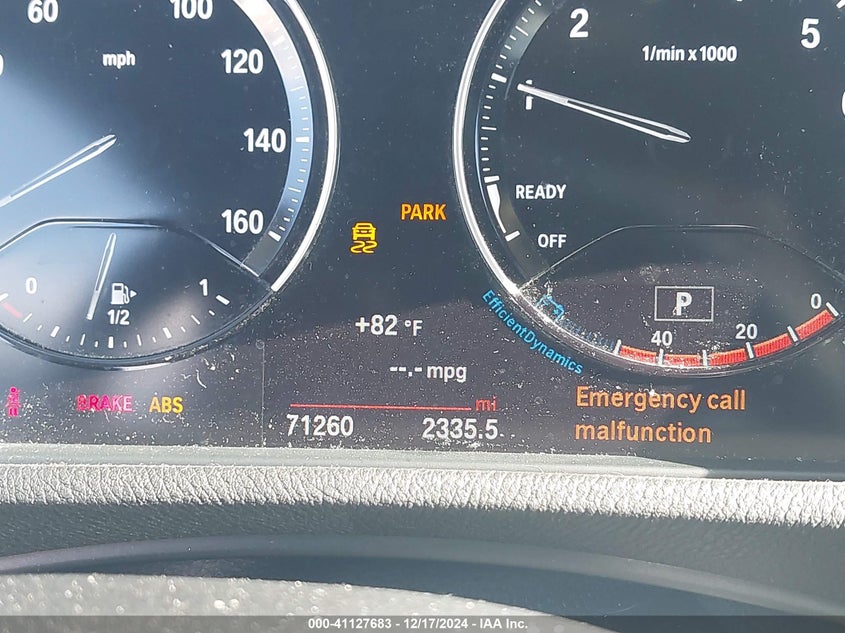 60
100
120
mph
140
160
0
1/2
1
2
5
1/min x 1000
1
READY
OFF
PARK
+82 °F
--.- mpg
mi
71260
2335.5
BRAKE
ABS
EfficientDynamics
P
40
20
0
Emergency call
malfunction
000-41127683 - 12/17/2024 - IAA Inc.